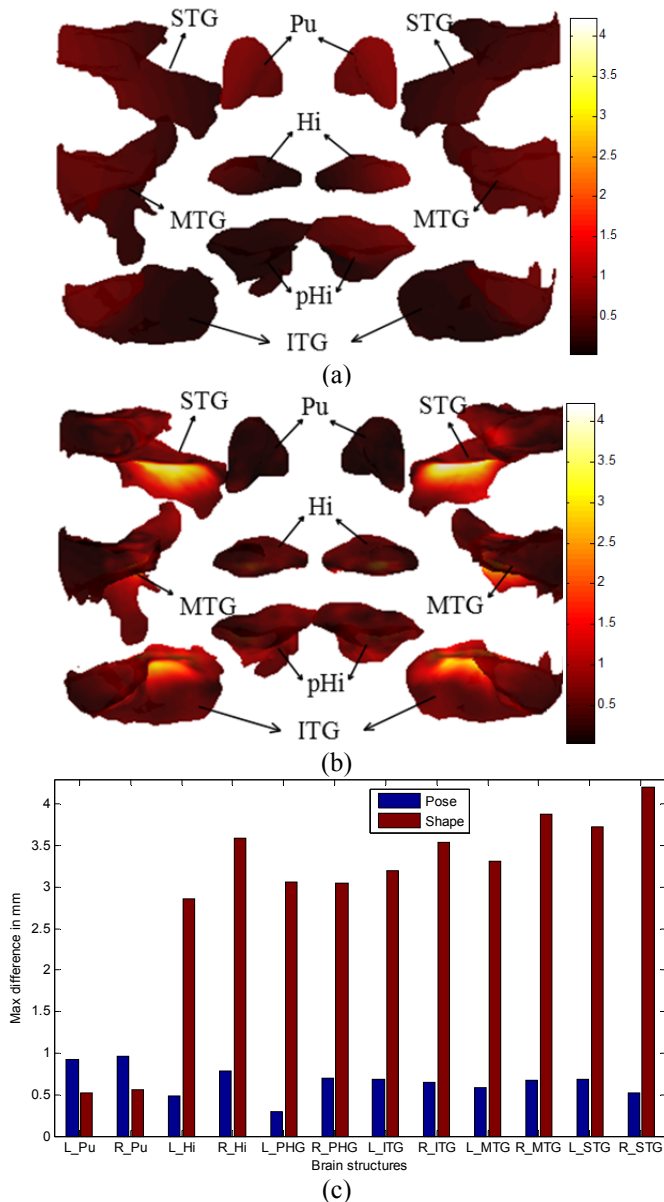 STG
Pu
STG
4
3.5
3
2.5
2
1.5
1
0.5
Hi
MTG
MTG
pHi
ITG
(a)
STG
Pu
STG
4
3.5
3
2.5
2
1.5
1
0.5
Hi
MTG
MTG
pHi
ITG
(b)
4
3.5
3
2.5
2
1.5
1
0.5
0
Max difference in mm
Pose
Shape
L_Pu R_Pu L_Hi R_Hi L_PHG R_PHG L_ITG R_ITG L_MTG R_MTG L_STG R_STG
Brain structures
(c)